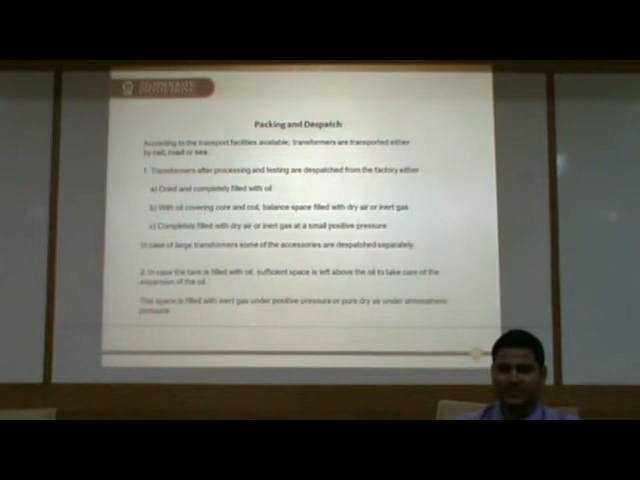 Packing and Despatch
According to the transport facilities available, transformers are transported either
by rail, road or sea.
1. Transformers after processing and testing are despatched from the factory either
a) Dried and completely filled with oil
b) With oil covering core and coil, balance space filled with dry air or inert gas
c) Completely filled with dry air or inert gas at a small positive pressure
In case of large transformers some of the accessories are despatched separately.
2. In case the tank is filled with oil, sufficient space is left above the oil to take care of the
expansion of the oil.
This space is filled with inert gas under positive pressure or pure dry air under atmospheric
pressure.